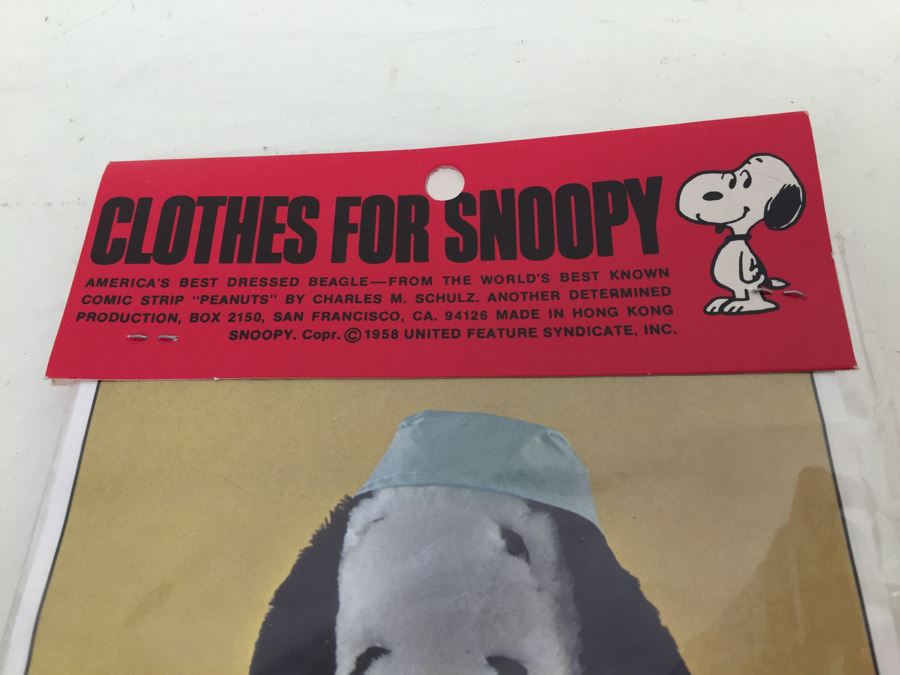 CLOTHES FOR SNOOPY
AMERICA'S BEST DRESSED BEAGLE—FROM THE WORLD'S BEST KNOWN
COMIC STRIP "PEANUTS" BY CHARLES M. SCHULZ. ANOTHER DETERMINED
PRODUCTION, BOX 2150, SAN FRANCISCO, CA. 94126 MADE IN HONG KONG
SNOOPY. Copr. ©1958 UNITED FEATURE SYNDICATE, INC.